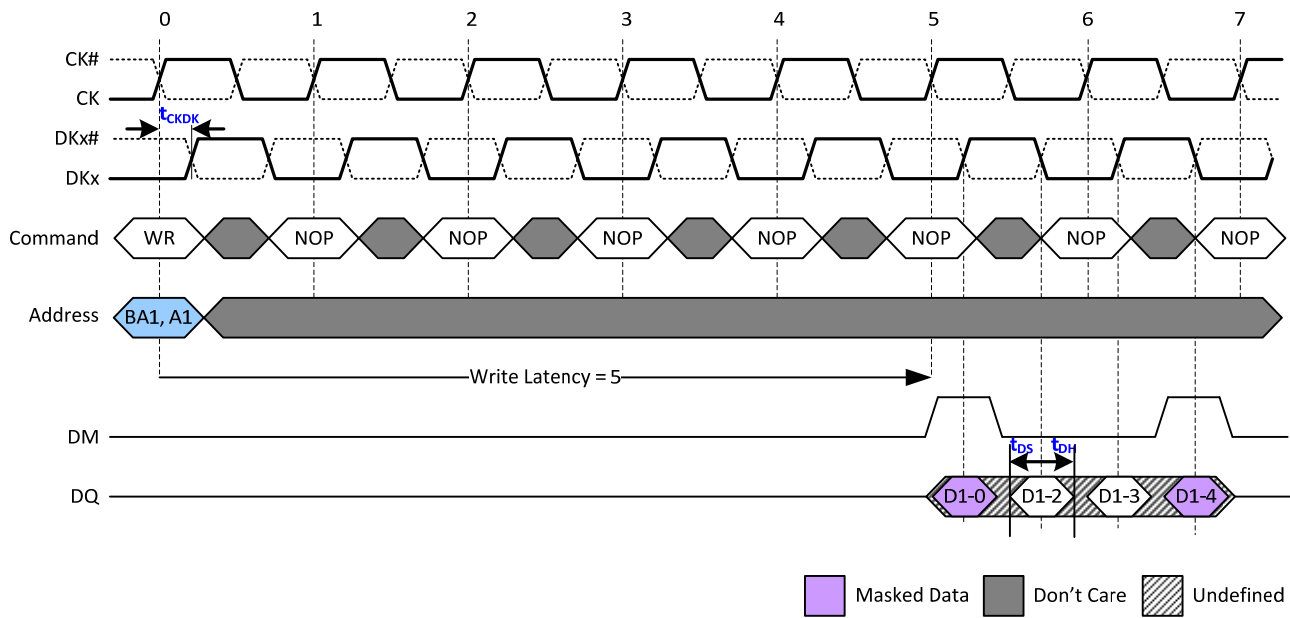 0 1 2 3 4 5 6 7
CK#
CK
tCKDK
DKx#
DKx
Command WR NOP NOP NOP NOP NOP NOP NOP
Address BA1, A1
Write Latency = 5
DM
tDS tDH
DQ D1-0 D1-2 D1-3 D1-4
Masked Data Don't Care Undefined